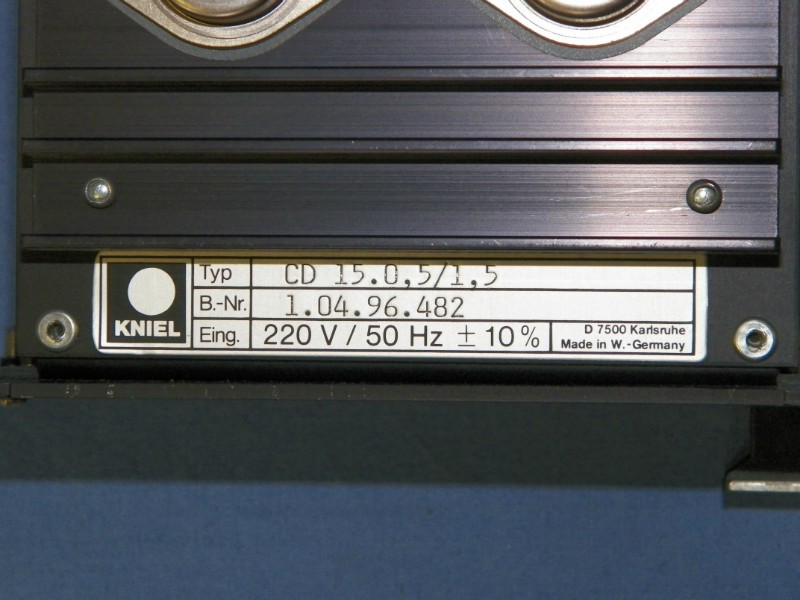 KNIEL
Typ CD 15.0,5/1,5
B.-Nr. 1.04.96.482
Eing. 220 V / 50 Hz ± 10 %
D 7500 Karlsruhe
Made in W.-Germany